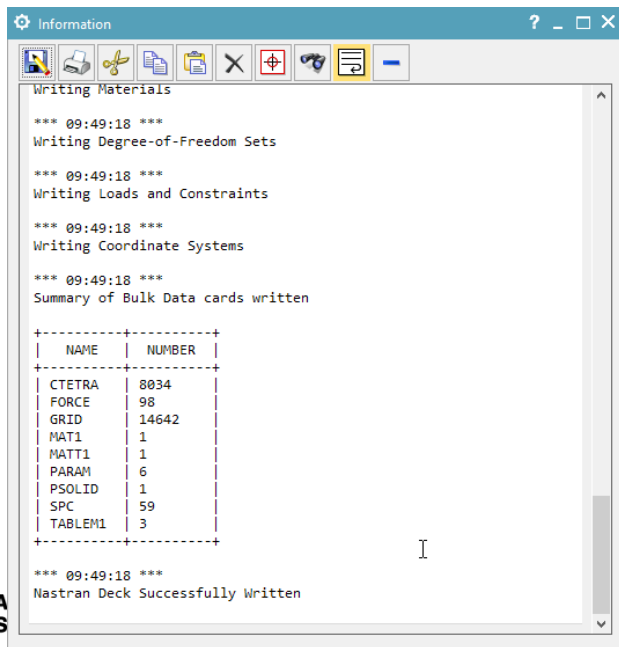 Information
Writing Materials
*** 09:49:18 ***
Writing Degree-of-Freedom Sets
*** 09:49:18 ***
Writing Loads and Constraints
*** 09:49:18 ***
Writing Coordinate Systems
*** 09:49:18 ***
Summary of Bulk Data cards written
+----------+----------+
| NAME | NUMBER |
+----------+----------+
| CTETRA | 8034 |
| FORCE | 98 |
| GRID | 14642 |
| MAT1 | 1 |
| MATT1 | 1 |
| PARAM | 6 |
| PSOLID | 1 |
| SPC | 59 |
| TABLEM1 | 3 |
+----------+----------+
*** 09:49:18 ***
Nastran Deck Successfully Written